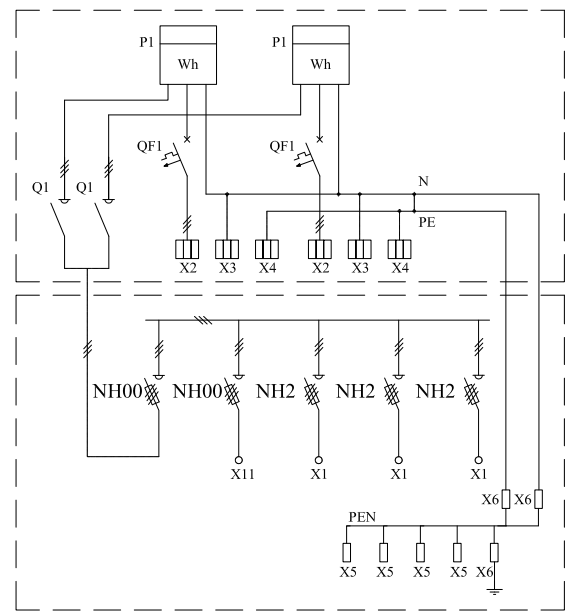 P1 P1
Wh Wh
QF1 QF1
Q1 Q1 N
PE
X2 X3 X4 X2 X3 X4
NH00 NH00 NH2 NH2 NH2
X11 X1 X1 X1
X6 X6
PEN
X5 X5 X5 X5 X6